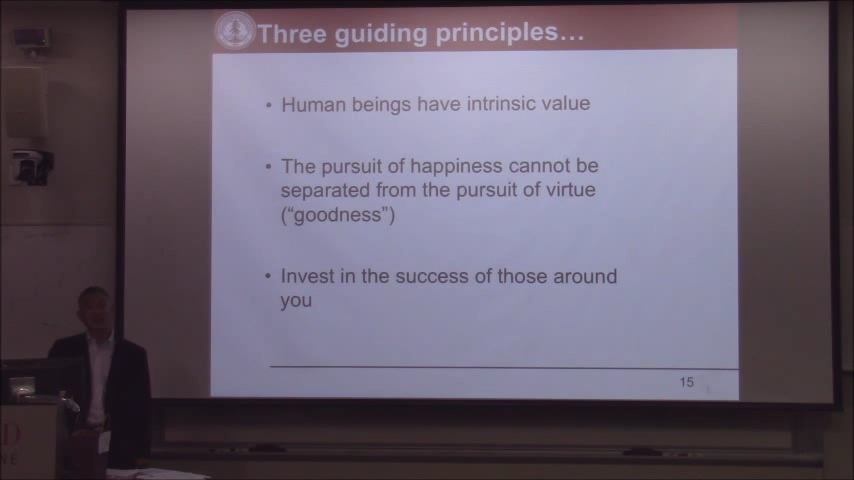 Three guiding principles...
• Human beings have intrinsic value
• The pursuit of happiness cannot be
separated from the pursuit of virtue
("goodness")
• Invest in the success of those around
you
15
D
NE